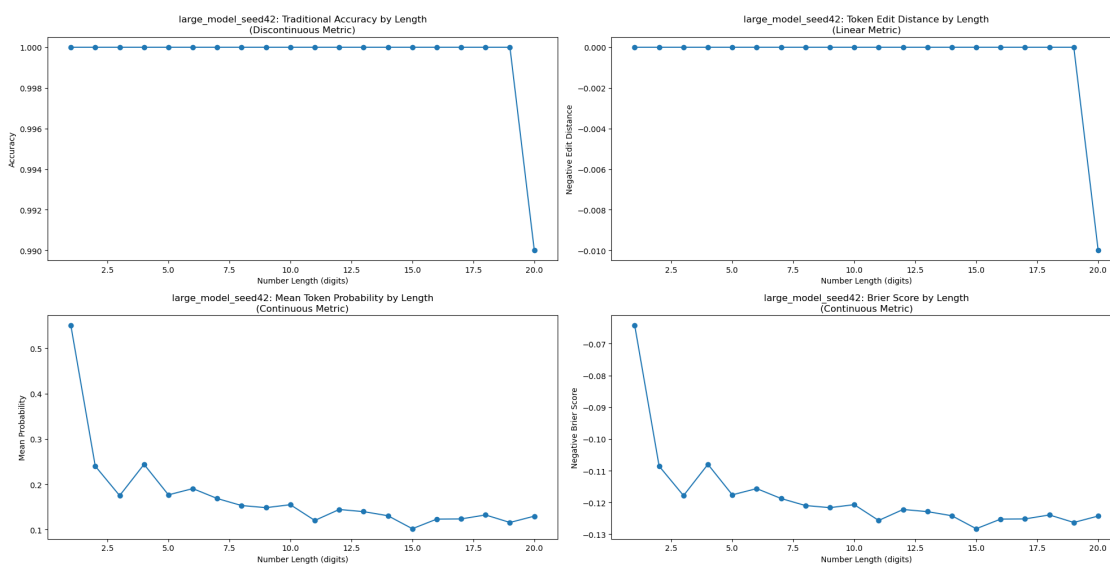 large_model_seed42: Traditional Accuracy by Length
(Discontinuous Metric)
1.000
0.998
0.996
0.994
0.992
0.990
Accuracy
2.5 5.0 7.5 10.0 12.5 15.0 17.5 20.0
Number Length (digits)
large_model_seed42: Token Edit Distance by Length
(Linear Metric)
0.000
−0.002
−0.004
−0.006
−0.008
−0.010
Negative Edit Distance
2.5 5.0 7.5 10.0 12.5 15.0 17.5 20.0
Number Length (digits)
large_model_seed42: Mean Token Probability by Length
(Continuous Metric)
0.5
0.4
0.3
0.2
0.1
Mean Probability
2.5 5.0 7.5 10.0 12.5 15.0 17.5 20.0
Number Length (digits)
large_model_seed42: Brier Score by Length
(Continuous Metric)
−0.07
−0.08
−0.09
−0.10
−0.11
−0.12
−0.13
Negative Brier Score
2.5 5.0 7.5 10.0 12.5 15.0 17.5 20.0
Number Length (digits)